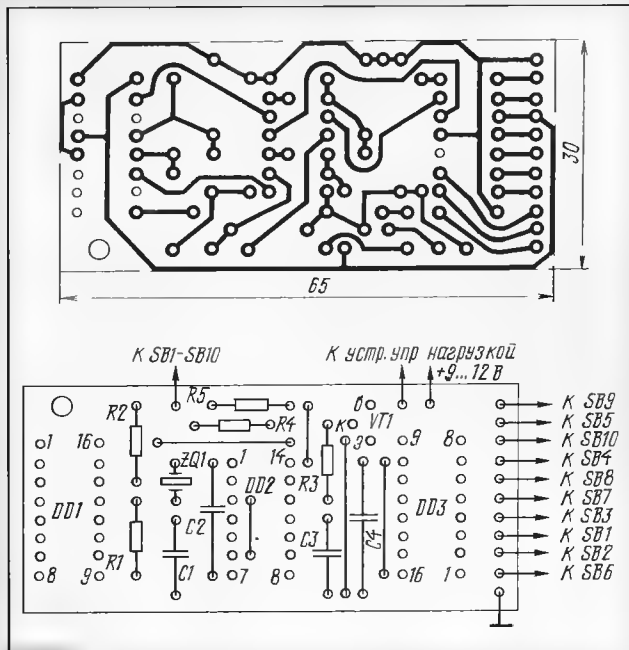 30
65
К SB1-SB10
К устр. упр нагрузкой
+9...12 В
R5
б
К SB9
R2
R4
К
VT1
К SB5
1
16
э
9
8
К SB10
ZQ1
1
14
К SB4
R3
К SB8
DD1
C2
DD2
DD3
К SB7
К SB3
C3
C4
К SB1
R1
К SB2
8
9
C1
7
8
16
1
К SB6